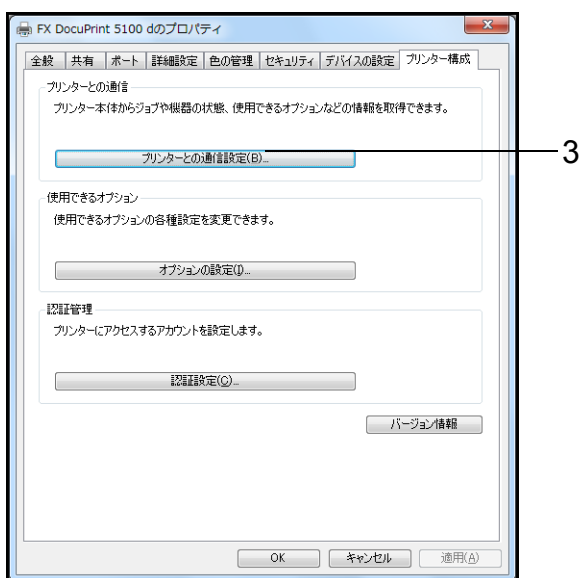 FX DocuPrint 5100 dのプロパティ
全般 共有 ポート 詳細設定 色の管理 セキュリティ デバイスの設定 プリンター構成
プリンターとの通信
プリンター本体からジョブや機器の状態、使用できるオプションなどの情報を取得できます。
プリンターとの通信設定(B)...
3
使用できるオプション
使用できるオプションの各種設定を変更できます。
オプションの設定(I)...
認証管理
プリンターにアクセスするアカウントを設定します。
認証設定(C)...
バージョン情報
OK キャンセル 適用(A)